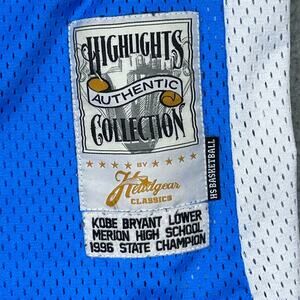 HIGHLIGHTS
AUTHENTIC
COLLECTION
BY
Headgear
CLASSICS
HS BASKETBALL
KOBE BRYANT LOWER
MERION HIGH SCHOOL
1996 STATE CHAMPION